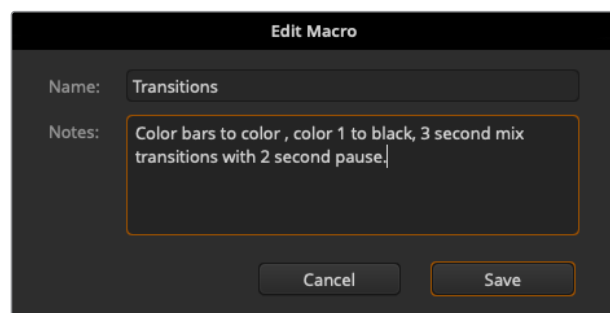 Edit Macro
Name: Transitions
Notes: Color bars to color , color 1 to black, 3 second mix
transitions with 2 second pause.
Cancel Save